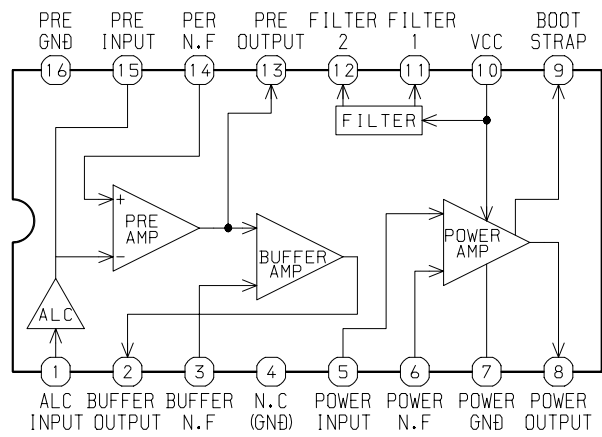 PRE GND
PRE INPUT
PER N.F
PRE OUTPUT
FILTER 2
FILTER 1
VCC
BOOT STRAP
16 15 14 13 12 11 10 9
FILTER
+
PRE AMP
−
BUFFER AMP
POWER AMP
ALC
1 2 3 4 5 6 7 8
ALC INPUT
BUFFER OUTPUT
BUFFER N.F
N.C (GND)
POWER INPUT
POWER N.F
POWER GND
POWER OUTPUT